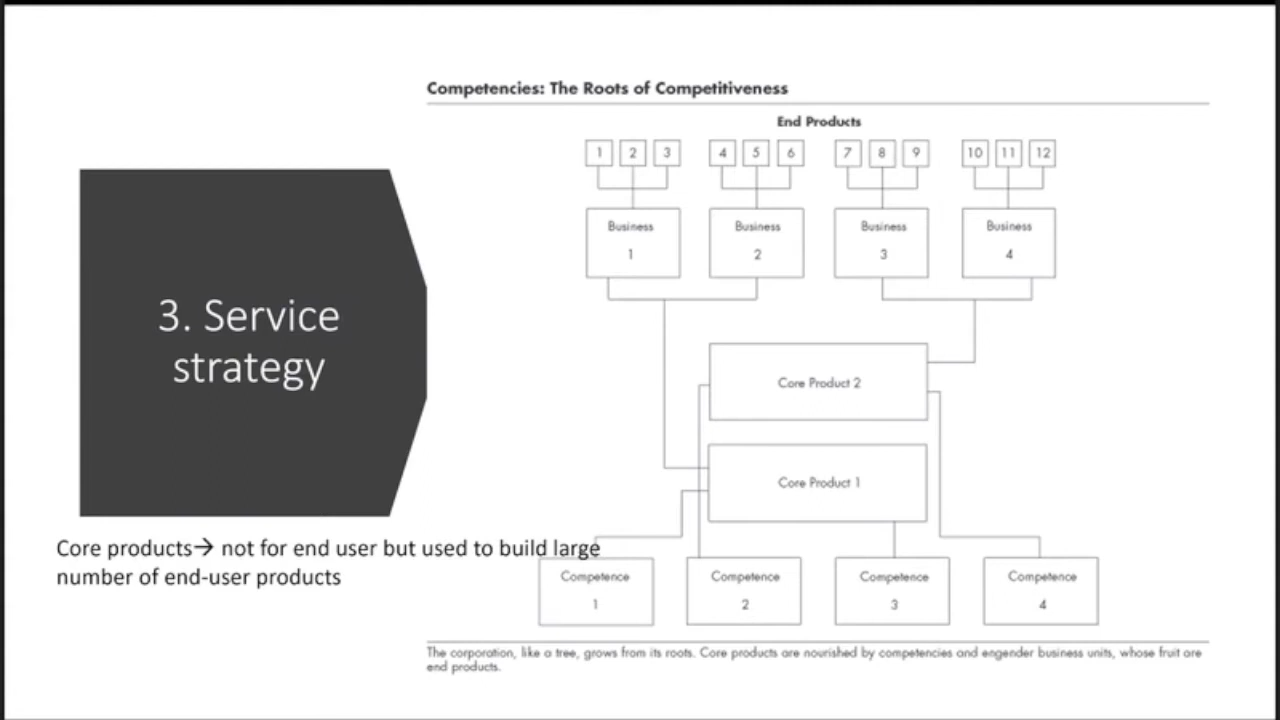 Competencies: The Roots of Competitiveness
End Products
1 2 3 4 5 6 7 8 9 10 11 12
Business Business Business Business
1 2 3 4
3. Service
strategy
Core Product 2
Core Product 1
Core products→ not for end user but used to build large
number of end-user products
Competence Competence Competence Competence
1 2 3 4
The corporation, like a tree, grows from its roots. Core products are nourished by competencies and engender business units, whose fruit are
end products.